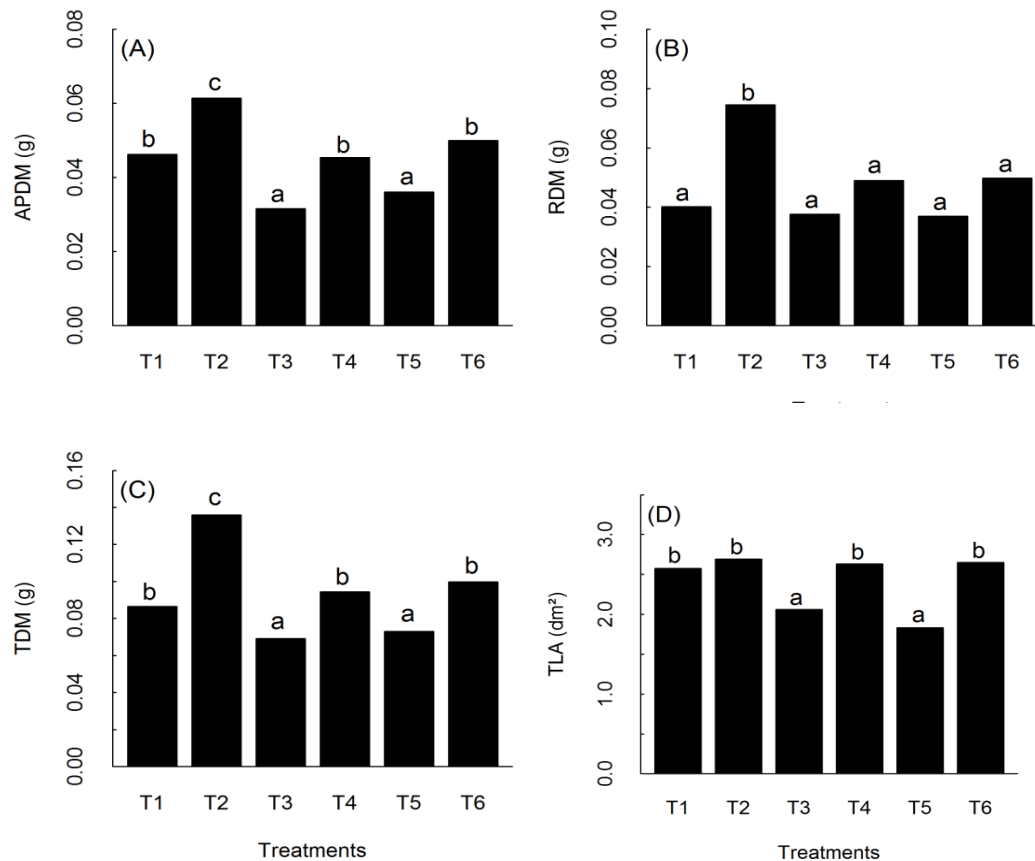 (A)
APDM (g)
0.00 0.02 0.04 0.06 0.08
b c a b a b
T1 T2 T3 T4 T5 T6
(B)
RDM (g)
0.00 0.02 0.04 0.06 0.08 0.10
a b a a a a
T1 T2 T3 T4 T5 T6
(C)
TDM (g)
0.00 0.04 0.08 0.12 0.16
b c a b a b
T1 T2 T3 T4 T5 T6
Treatments
(D)
TLA (dm²)
0.0 1.0 2.0 3.0
b b a b a b
T1 T2 T3 T4 T5 T6
Treatments